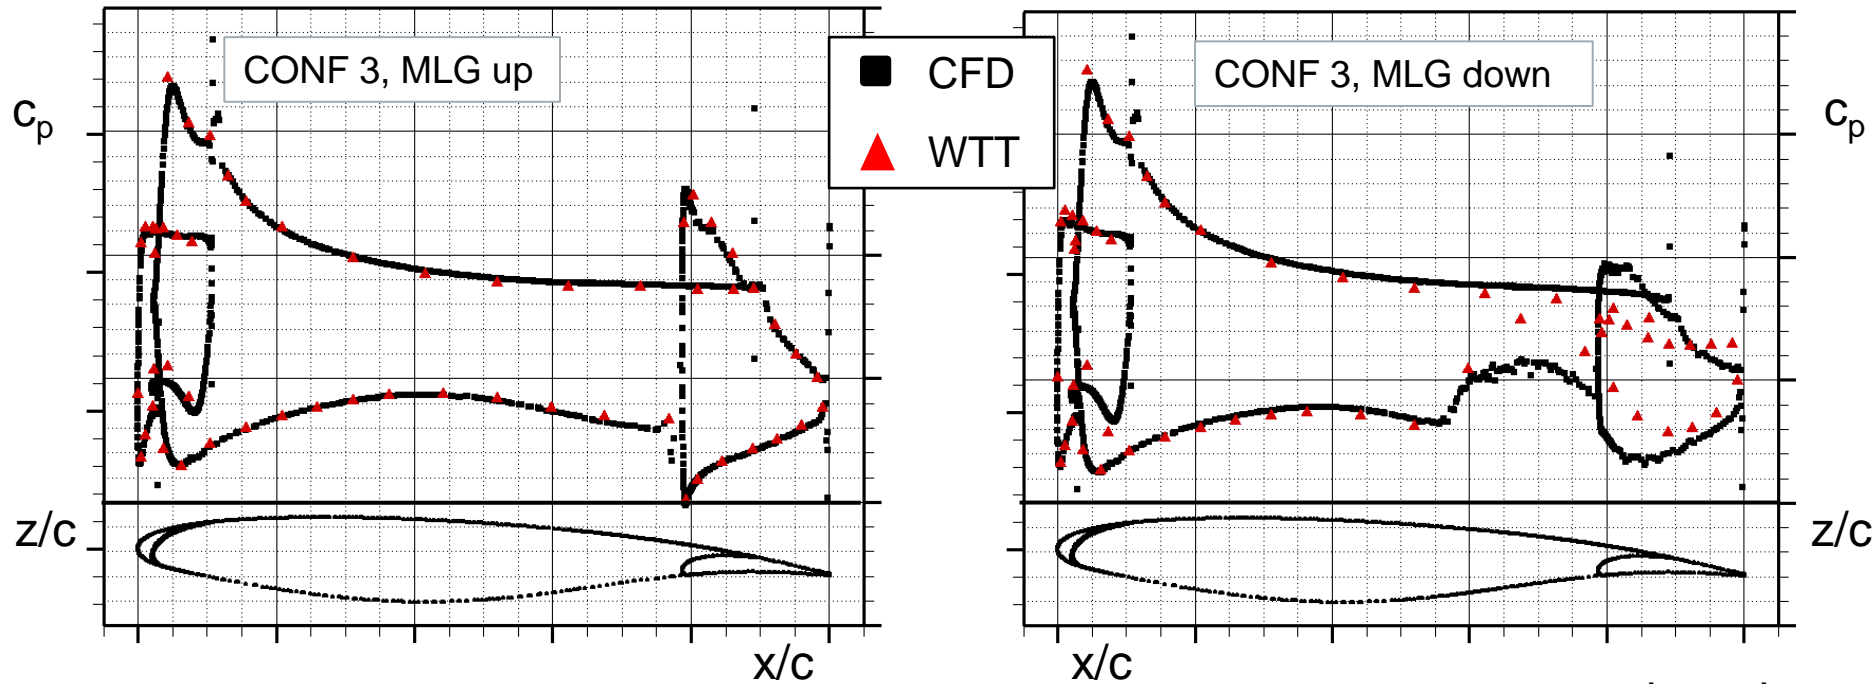 CONF 3, MLG up
CFD
WTT
CONF 3, MLG down
cp
cp
z/c
z/c
x/c
x/c